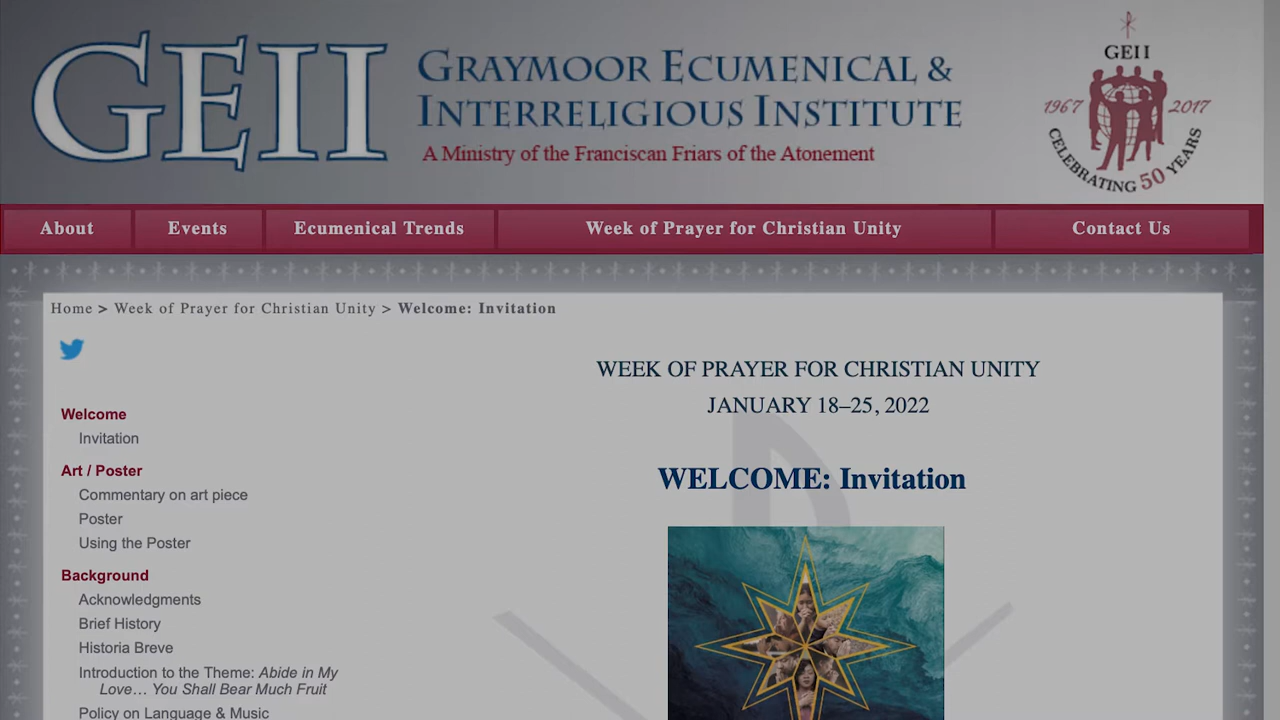 GEII
GRAYMOOR ECUMENICAL &
INTERRELIGIOUS INSTITUTE
A Ministry of the Franciscan Friars of the Atonement
GEII
1967 2017
CELEBRATING 50 YEARS
About
Events
Ecumenical Trends
Week of Prayer for Christian Unity
Contact Us
Home > Week of Prayer for Christian Unity > Welcome: Invitation
Welcome
Invitation
Art / Poster
Commentary on art piece
Poster
Using the Poster
Background
Acknowledgments
Brief History
Historia Breve
Introduction to the Theme: Abide in My
Love… You Shall Bear Much Fruit
Policy on Language & Music
WEEK OF PRAYER FOR CHRISTIAN UNITY
JANUARY 18–25, 2022
WELCOME: Invitation